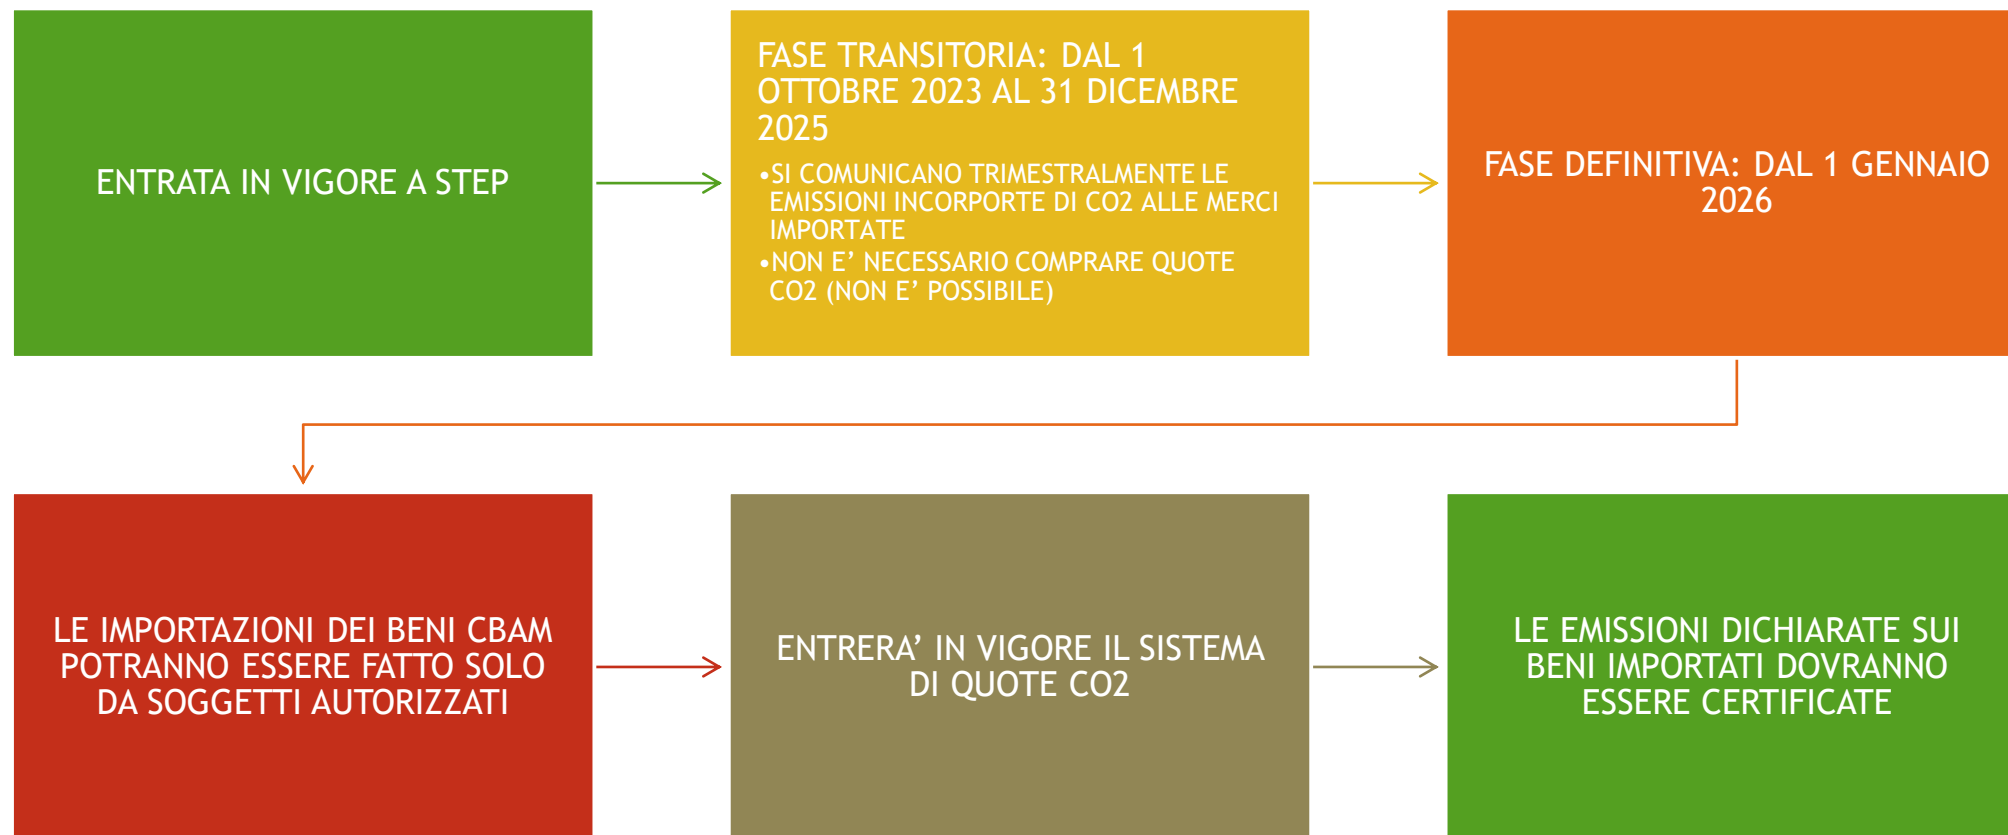 ENTRATA IN VIGORE A STEP
FASE TRANSITORIA: DAL 1
OTTOBRE 2023 AL 31 DICEMBRE
2025
•SI COMUNICANO TRIMESTRALMENTE LE
EMISSIONI INCORPORTE DI CO2 ALLE MERCI
IMPORTATE
•NON E’ NECESSARIO COMPRARE QUOTE
CO2 (NON E’ POSSIBILE)
FASE DEFINITIVA: DAL 1 GENNAIO
2026
LE IMPORTAZIONI DEI BENI CBAM
POTRANNO ESSERE FATTO SOLO
DA SOGGETTI AUTORIZZATI
ENTRERA’ IN VIGORE IL SISTEMA
DI QUOTE CO2
LE EMISSIONI DICHIARATE SUI
BENI IMPORTATI DOVRANNO
ESSERE CERTIFICATE